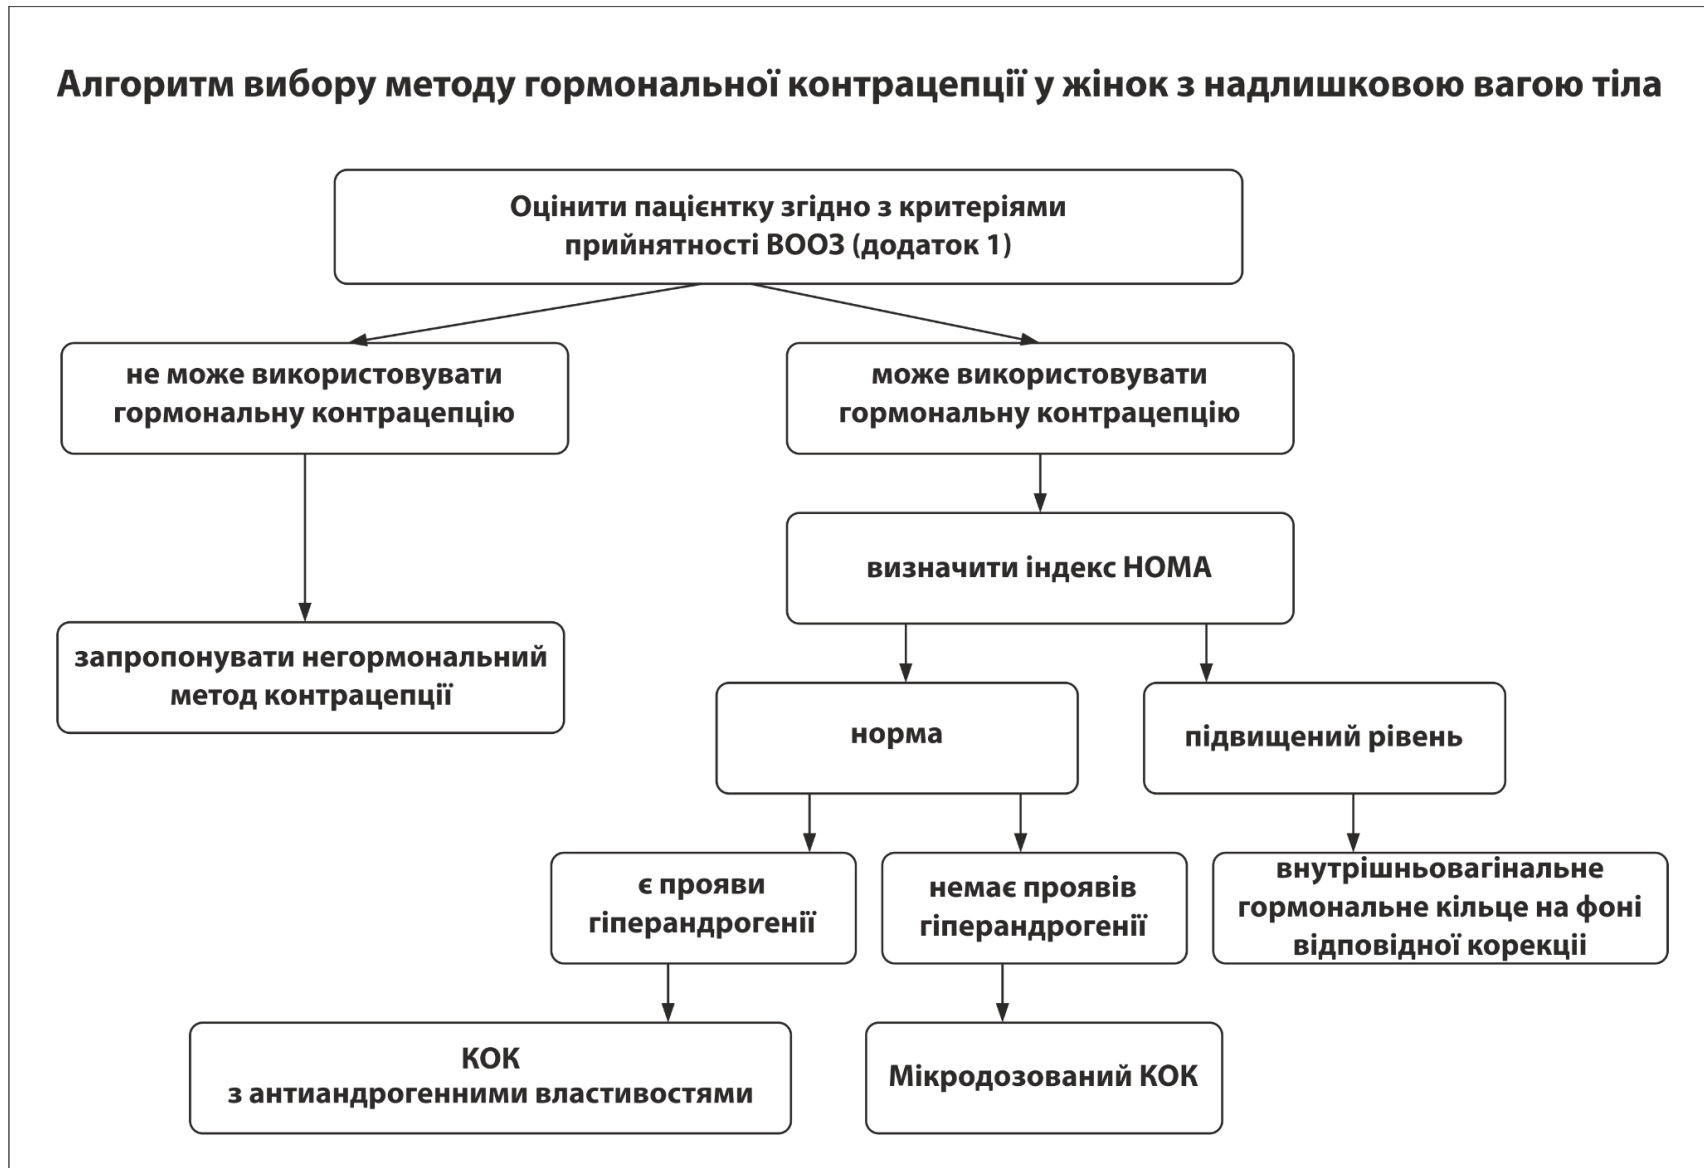 Алгоритм вибору методу гормональної контрацепції у жінок з надлишковою вагою тіла
Оцінити пацієнтку згідно з критеріями
прийнятності ВООЗ (додаток 1)
не може використовувати
гормональну контрацепцію
може використовувати
гормональну контрацепцію
визначити індекс НОМА
запропонувати негормональний
метод контрацепції
норма
підвищений рівень
є прояви
гіперандрогенії
немає проявів
гіперандрогенії
внутрішньовагінальне
гормональне кільце на фоні
відповідної корекціі
КОК
з антиандрогенними властивостями
Мікродозований КОК